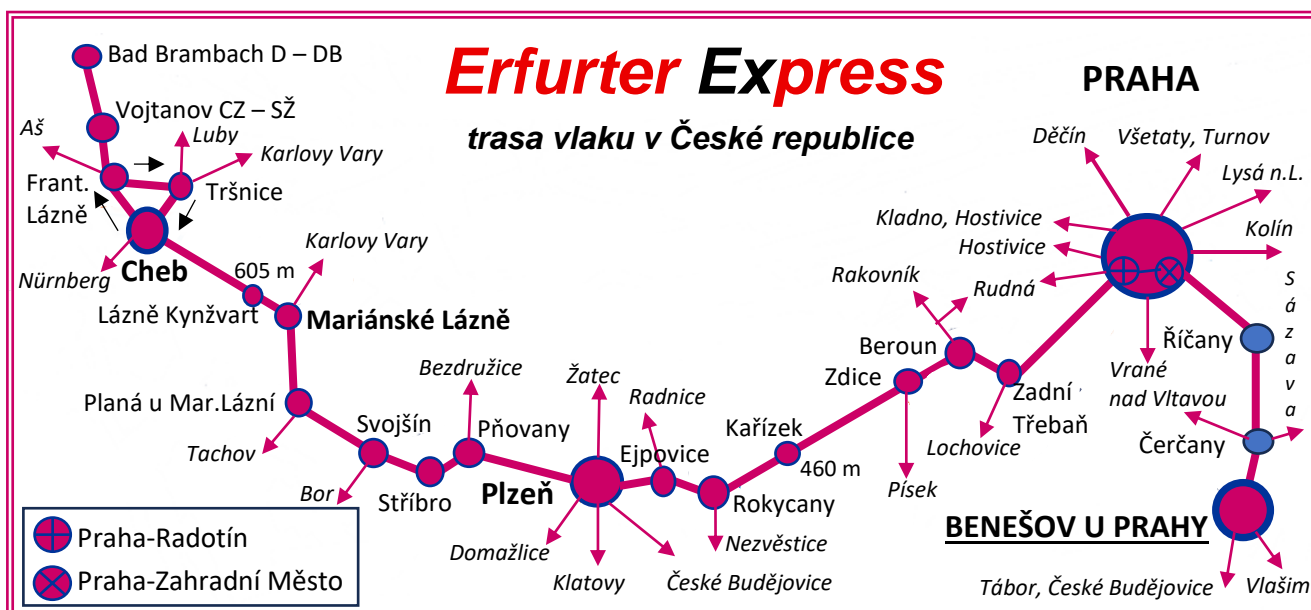 Erfurter Express
trasa vlaku v České republice
PRAHA
Bad Brambach D – DB
Vojtanov CZ – SŽ
Aš
Luby
Karlovy Vary
Frant.
Lázně
Tršnice
Cheb
Nürnberg
605 m
Karlovy Vary
Lázně Kynžvart
Mariánské Lázně
Planá u Mar.Lázní
Tachov
Svojšín
Bor
Stříbro
Bezdružice
Pňovany
Žatec
Plzeň
Domažlice
Klatovy
České Budějovice
Radnice
Ejpovice
Rokycany
Nezvěstice
Kařízek
460 m
Zdice
Písek
Rakovník
Beroun
Rudná
Zadní
Třebaň
Lochovice
Děčín
Všetaty, Turnov
Lysá n.L.
Kladno, Hostivice
Hostivice
Kolín
Vrané
nad Vltavou
Sázava
Říčany
Čerčany
BENEŠOV U PRAHY
Tábor, České Budějovice
Vlašim
Praha-Radotín
Praha-Zahradní Město